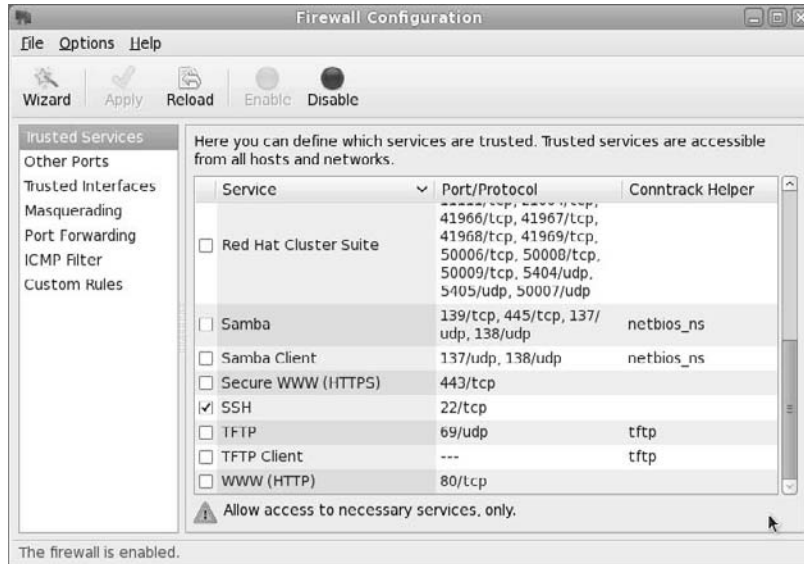 Firewall Configuration
File Options Help
Wizard Apply Reload Enable Disable
Trusted Services
Other Ports
Trusted Interfaces
Masquerading
Port Forwarding
ICMP Filter
Custom Rules
Here you can define which services are trusted. Trusted services are accessible
from all hosts and networks.
Service Port/Protocol Conntrack Helper
41966/tcp, 41967/tcp,
41968/tcp, 41969/tcp,
Red Hat Cluster Suite
50006/tcp, 50008/tcp,
50009/tcp, 5404/udp,
5405/udp, 50007/udp
Samba
139/tcp, 445/tcp, 137/
udp, 138/udp
netbios_ns
Samba Client 137/udp, 138/udp netbios_ns
Secure WWW (HTTPS) 443/tcp
SSH 22/tcp
TFTP 69/udp tftp
TFTP Client --- tftp
WWW (HTTP) 80/tcp
Allow access to necessary services, only.
The firewall is enabled.